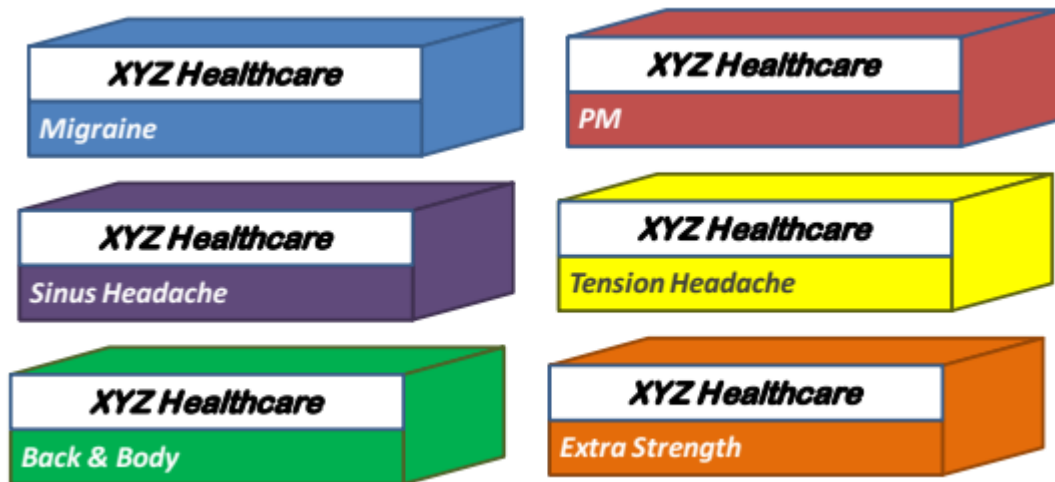 XYZ Healthcare
Migraine
XYZ Healthcare
PM
XYZ Healthcare
Sinus Headache
XYZ Healthcare
Tension Headache
XYZ Healthcare
Back & Body
XYZ Healthcare
Extra Strength